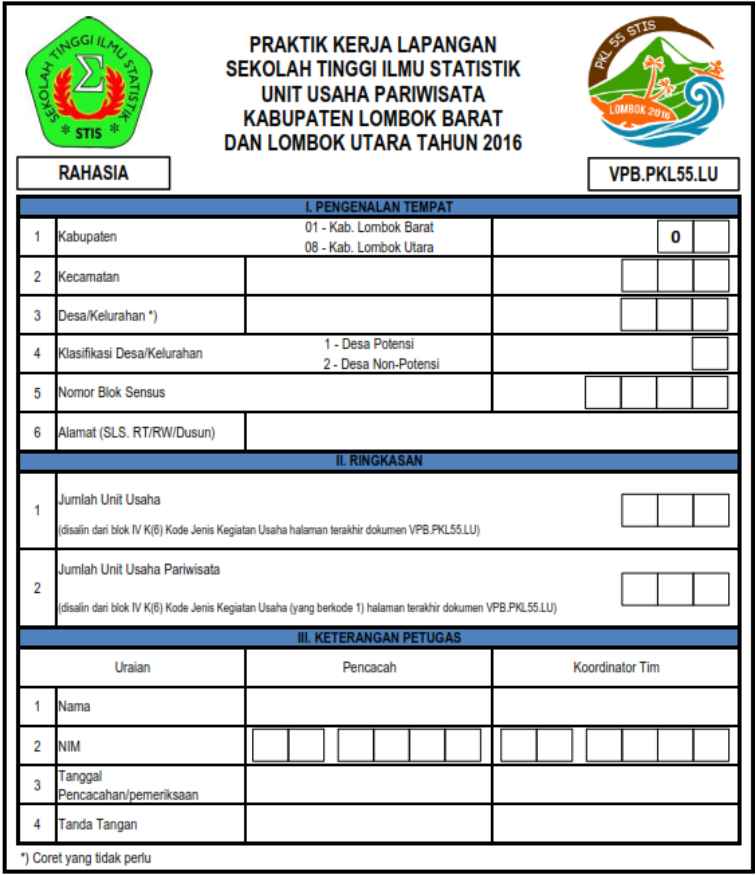 SEKOLAH TINGGI ILMU STATISTIK
STIS
PRAKTIK KERJA LAPANGAN
SEKOLAH TINGGI ILMU STATISTIK
UNIT USAHA PARIWISATA
KABUPATEN LOMBOK BARAT
DAN LOMBOK UTARA TAHUN 2016
PKL 55 STIS
LOMBOK 2016
RAHASIA
VPB.PKL55.LU
I. PENGENALAN TEMPAT
1 Kabupaten 01 - Kab. Lombok Barat 0
08 - Kab. Lombok Utara
2 Kecamatan
3 Desa/Kelurahan *)
4 Klasifikasi Desa/Kelurahan 1 - Desa Potensi
2 - Desa Non-Potensi
5 Nomor Blok Sensus
6 Alamat (SLS. RT/RW/Dusun)
II. RINGKASAN
1 Jumlah Unit Usaha
(disalin dari blok IV K(6) Kode Jenis Kegiatan Usaha halaman terakhir dokumen VPB.PKL55.LU)
2 Jumlah Unit Usaha Pariwisata
(disalin dari blok IV K(6) Kode Jenis Kegiatan Usaha (yang berkode 1) halaman terakhir dokumen VPB.PKL55.LU)
III. KETERANGAN PETUGAS
Uraian Pencacah Koordinator Tim
1 Nama
2 NIM
3 Tanggal
Pencacahan/pemeriksaan
4 Tanda Tangan
*) Coret yang tidak perlu